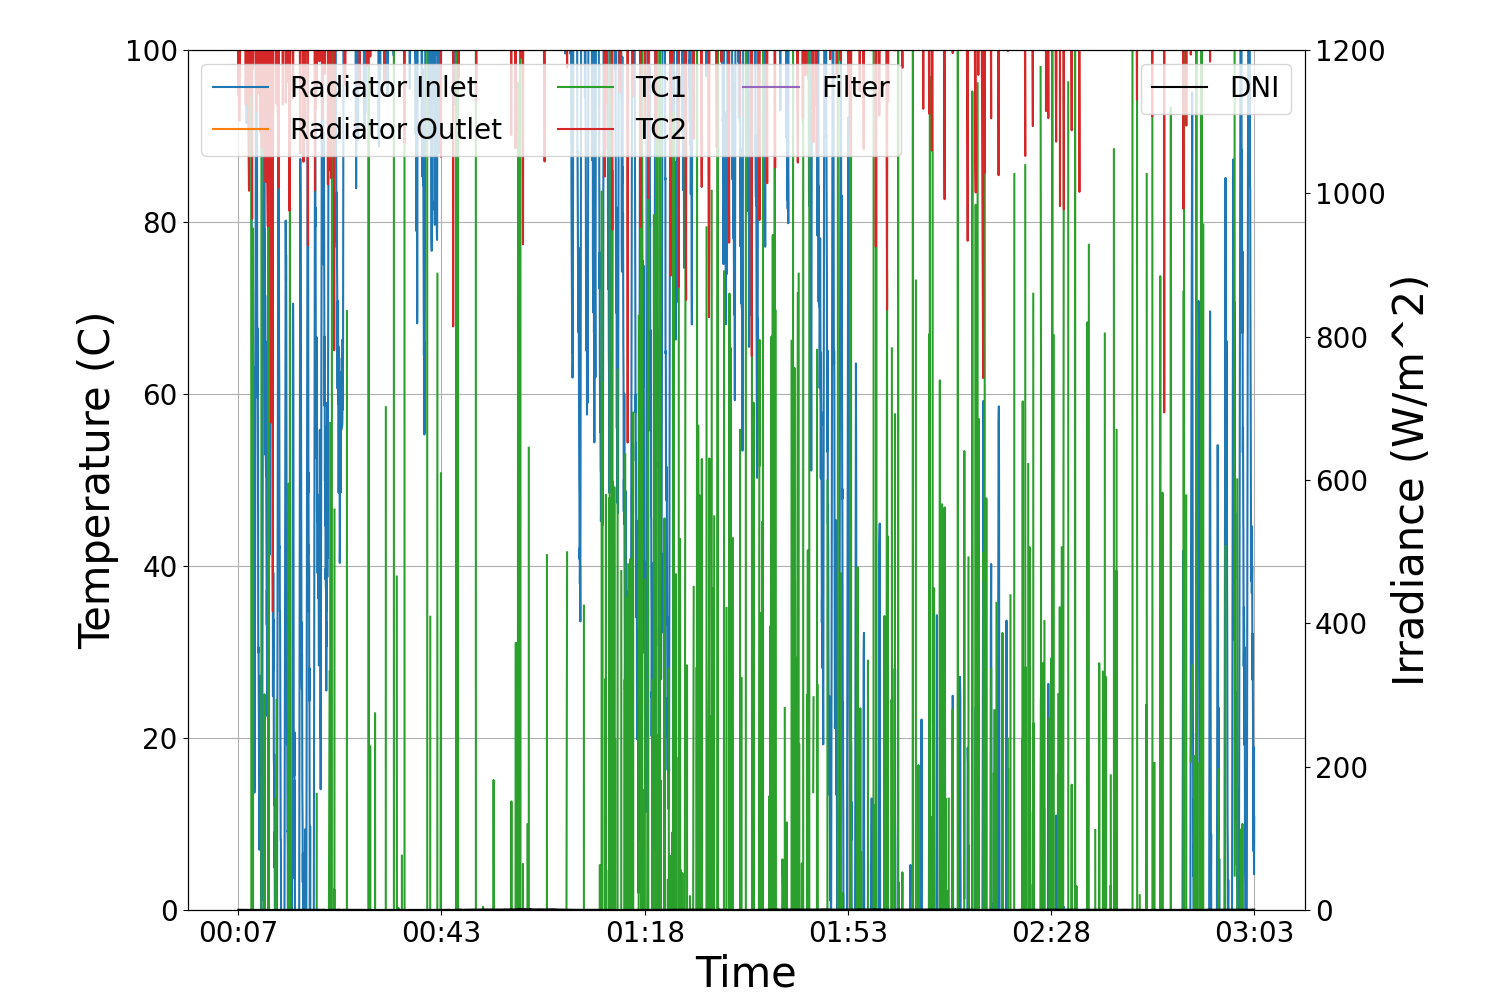 Radiator Inlet
Radiator Outlet
TC1
TC2
Filter
DNI
Temperature (C)
100
80
60
40
20
0
Irradiance (W/m^2)
1200
1000
800
600
400
200
0
00:07 00:43 01:18 01:53 02:28 03:03
Time